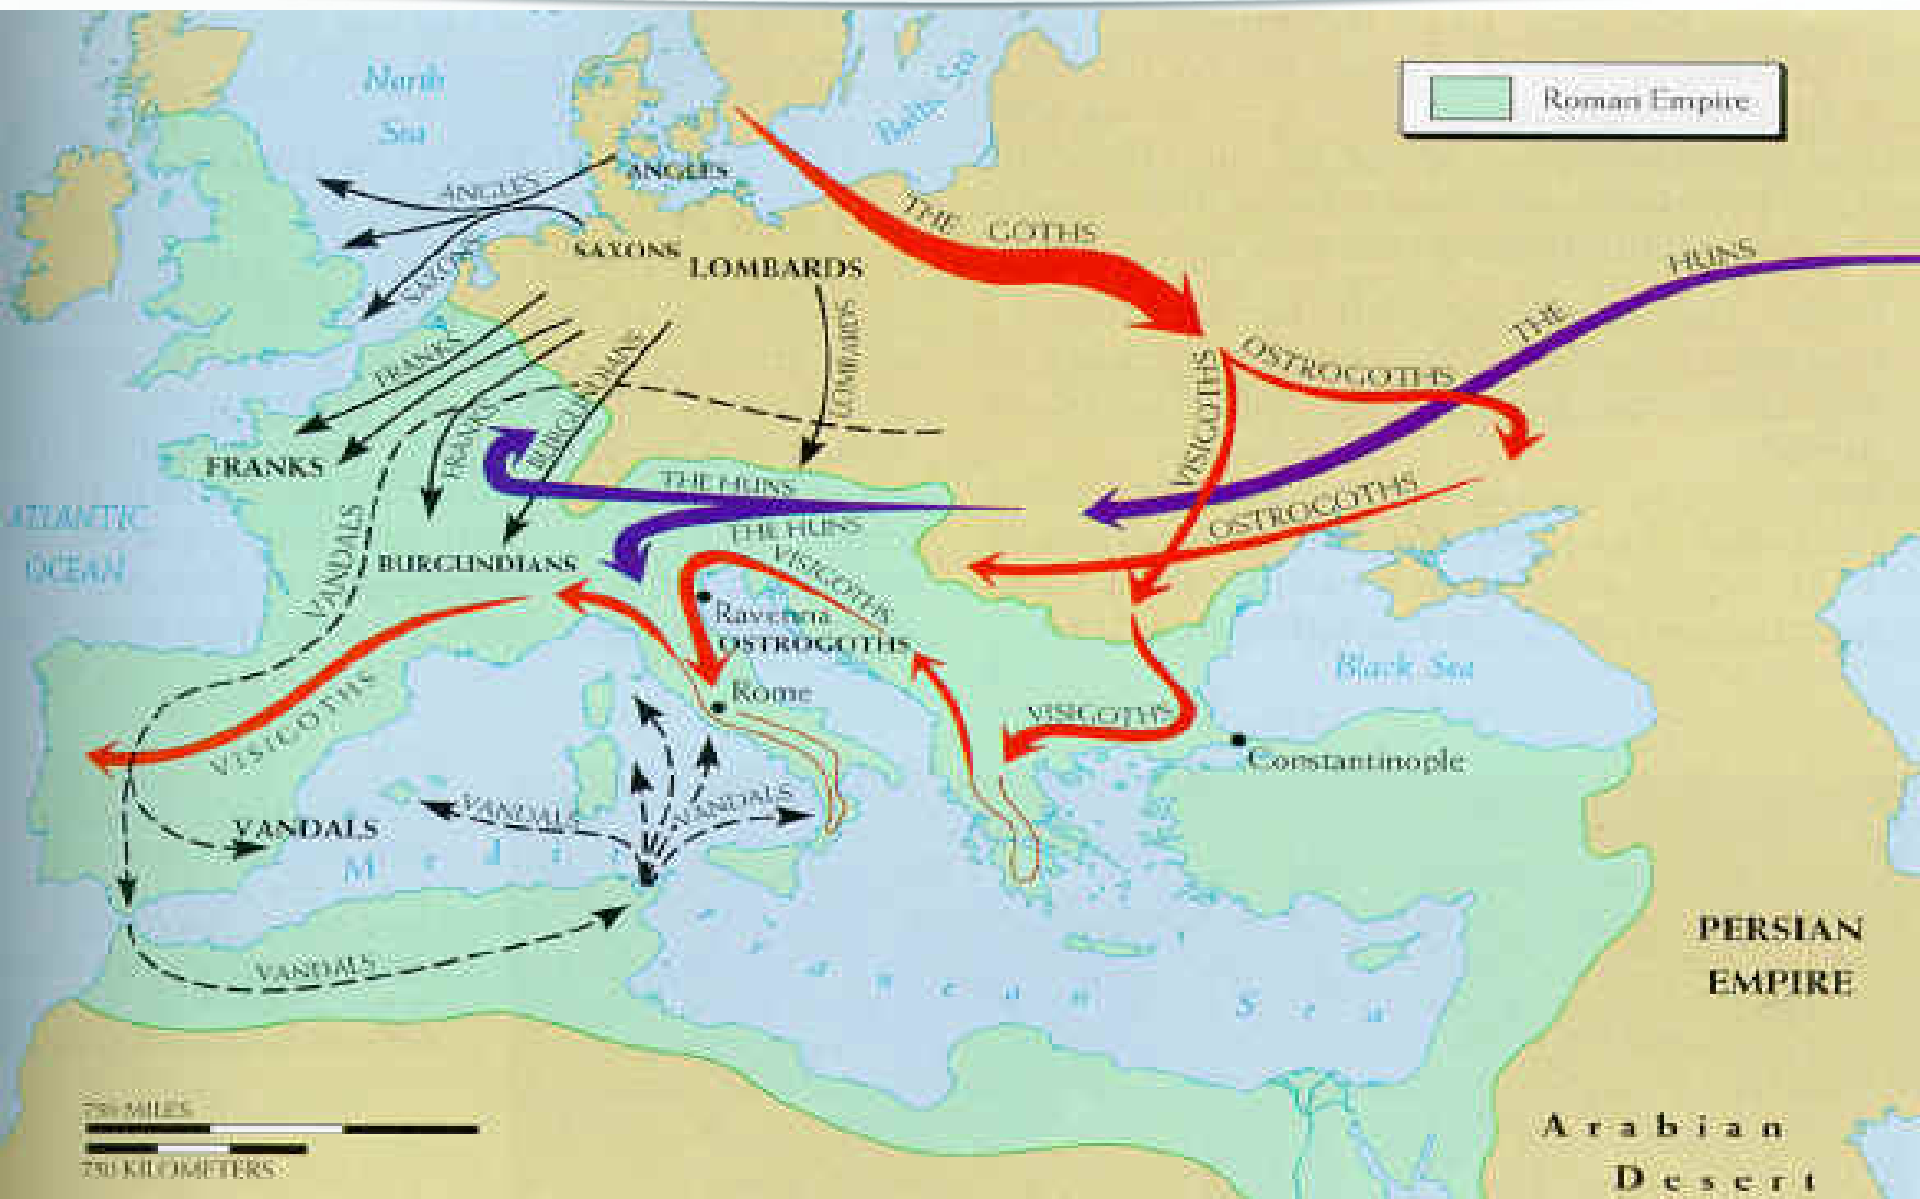 North
Sea
Baltic Sea
Roman Empire
ANGLES
ANGLES
SAXONS
SAXONS
LOMBARDS
THE GOTHS
THE HUNS
FRANKS
FRANKS
BURGUNDIANS
LOMBARDS
VISIGOTHS
OSTROGOTHS
FRANKS
THE HUNS
THE HUNS
OSTROGOTHS
ATLANTIC
OCEAN
VANDALS
BURGUNDIANS
VISIGOTHS
Ravenna
OSTROGOTHS
Rome
Black Sea
VISIGOTHS
VISIGOTHS
Constantinople
VANDALS
VANDALS
VANDALS
VANDALS
PERSIAN
EMPIRE
750 MILES
750 KILOMETERS
Arabian
Desert